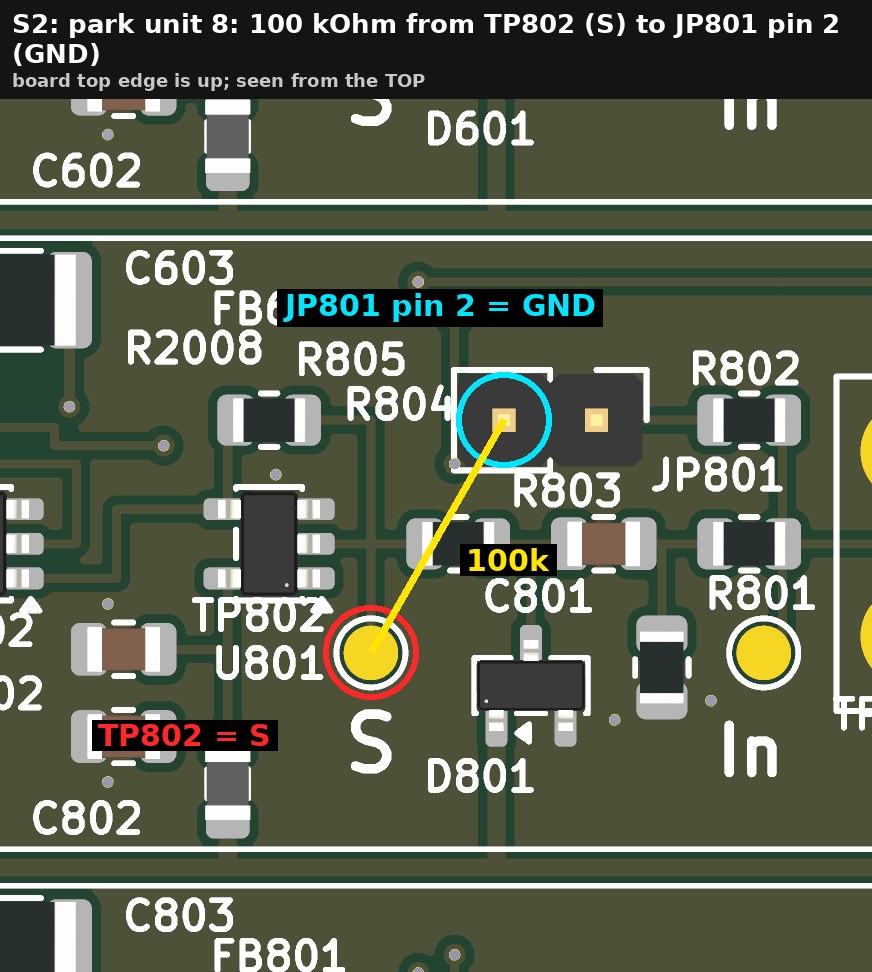 S2: park unit 8: 100 kOhm from TP802 (S) to JP801 pin 2
(GND)
board top edge is up; seen from the TOP
S
In
D601
C602
C603
JP801 pin 2 = GND
R2008
R805
R802
R804
JP801
R803
100k
C801
R801
TP802
U801
S
TP802 = S
In
D801
C802
C803
FB801